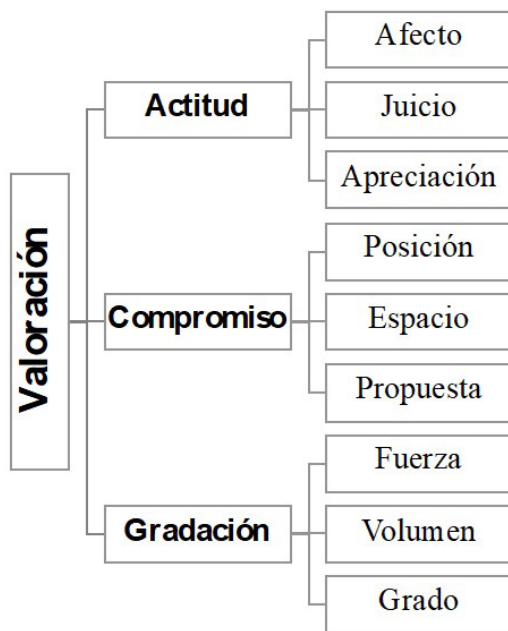 Valoración
Actitud
Afecto
Juicio
Apreciación
Compromiso
Posición
Espacio
Propuesta
Gradación
Fuerza
Volumen
Grado